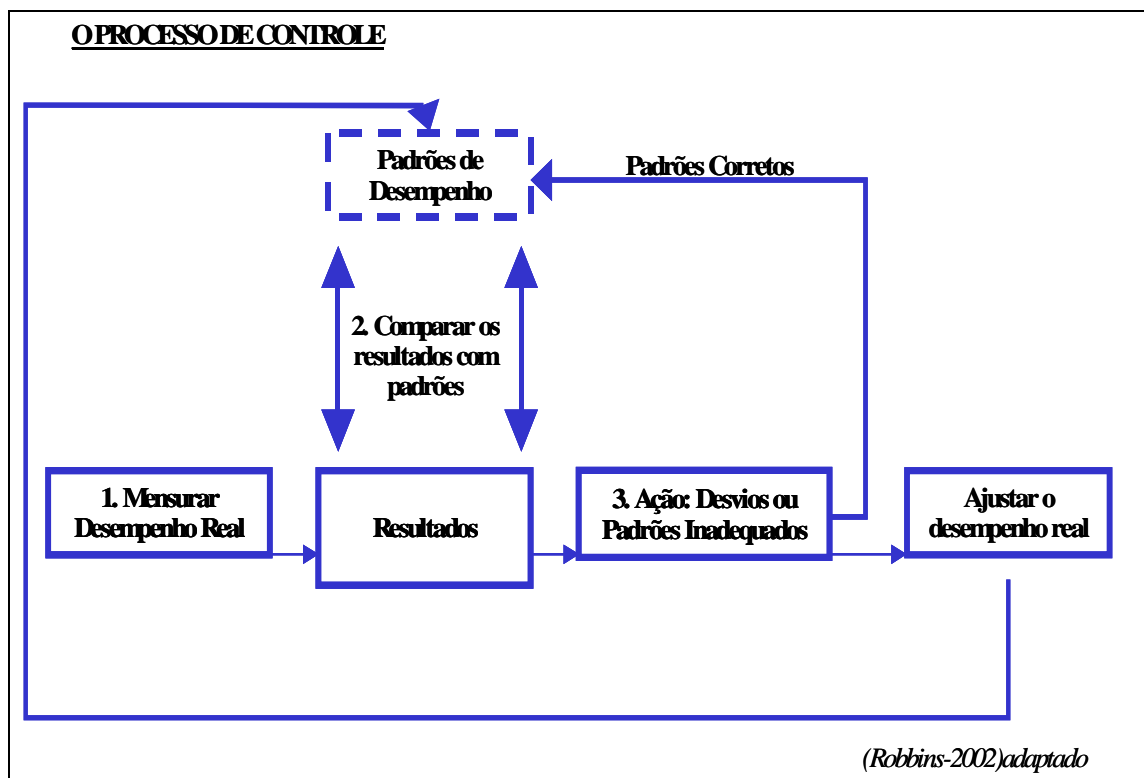 O PROCESSO DE CONTROLE
Padrões de
Desempenho
Padrões Corretos
2. Comparar os
resultados com
padrões
1. Mensurar
Desempenho Real
Resultados
3. Ação: Desvios ou
Padrões Inadequados
Ajustar o
desempenho real
(Robbins-2002)adaptado